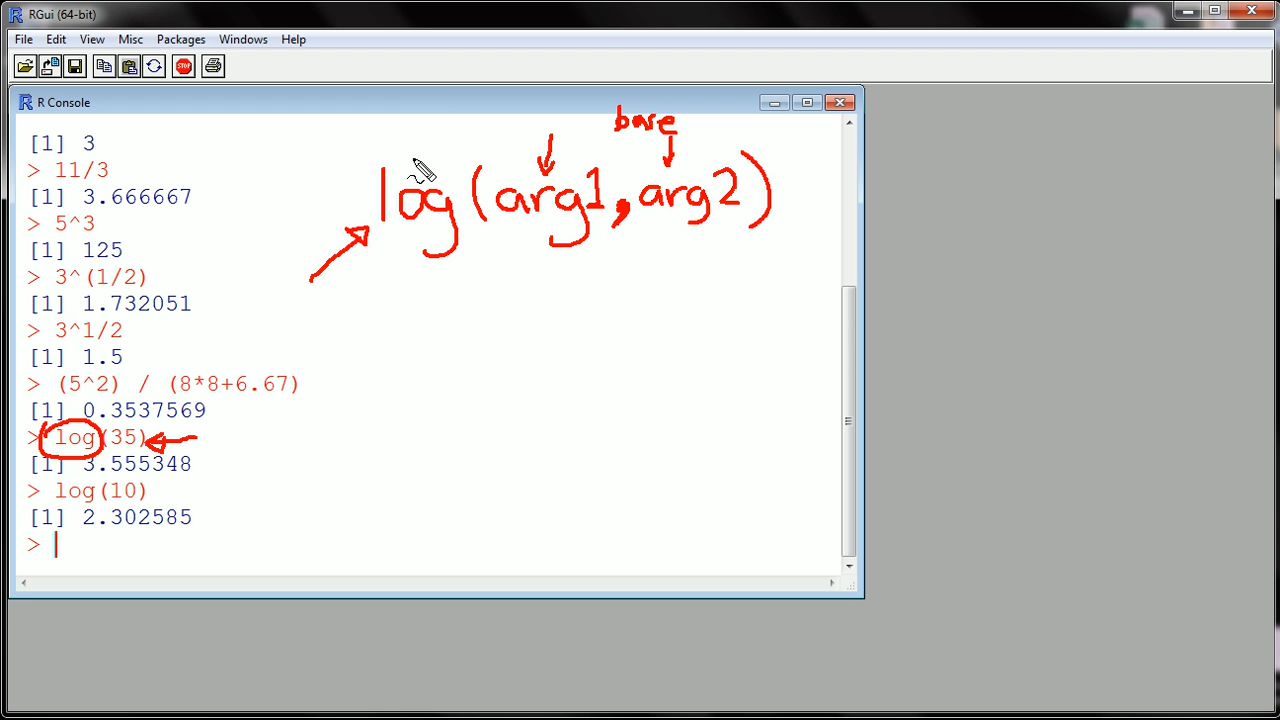 RGui (64-bit)
File Edit View Misc Packages Windows Help
STOP
R Console
[1] 3
> 11/3
[1] 3.666667
> 5^3
[1] 125
> 3^(1/2)
[1] 1.732051
> 3^1/2
[1] 1.5
> (5^2) / (8*8+6.67)
[1] 0.3537569
> log(35)
[1] 3.555348
> log(10)
[1] 2.302585
>
base
log(arg1,arg2)